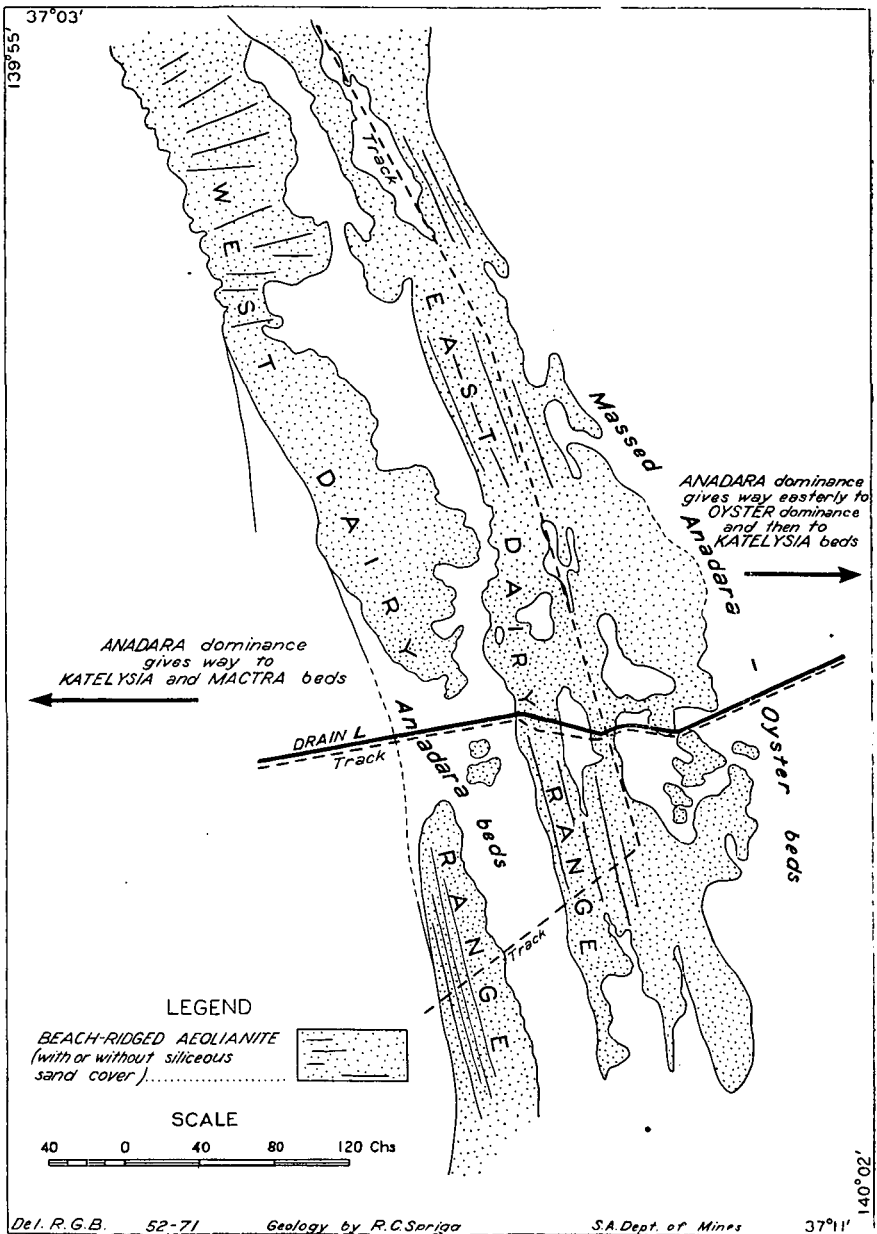 37°03'
139°55'
Track
WEST DAIRY RANGE
EAST DAIRY RANGE
Massed Anadara
ANADARA dominance
gives way easterly to
OYSTER dominance
and then to
KATELYSIA beds
ANADARA dominance
gives way to
KATELYSIA and MACTRA beds
DRAIN L
Track
Anadara beds
Oyster beds
Track
LEGEND
BEACH-RIDGED AEOLIANITE
(with or without siliceous
sand cover)..............
SCALE
40 0 40 80 120 Chs
140°02'
Del. R.G.B. 52-71 Geology by R.C. Sprigg S.A. Dept. of Mines 37°11'